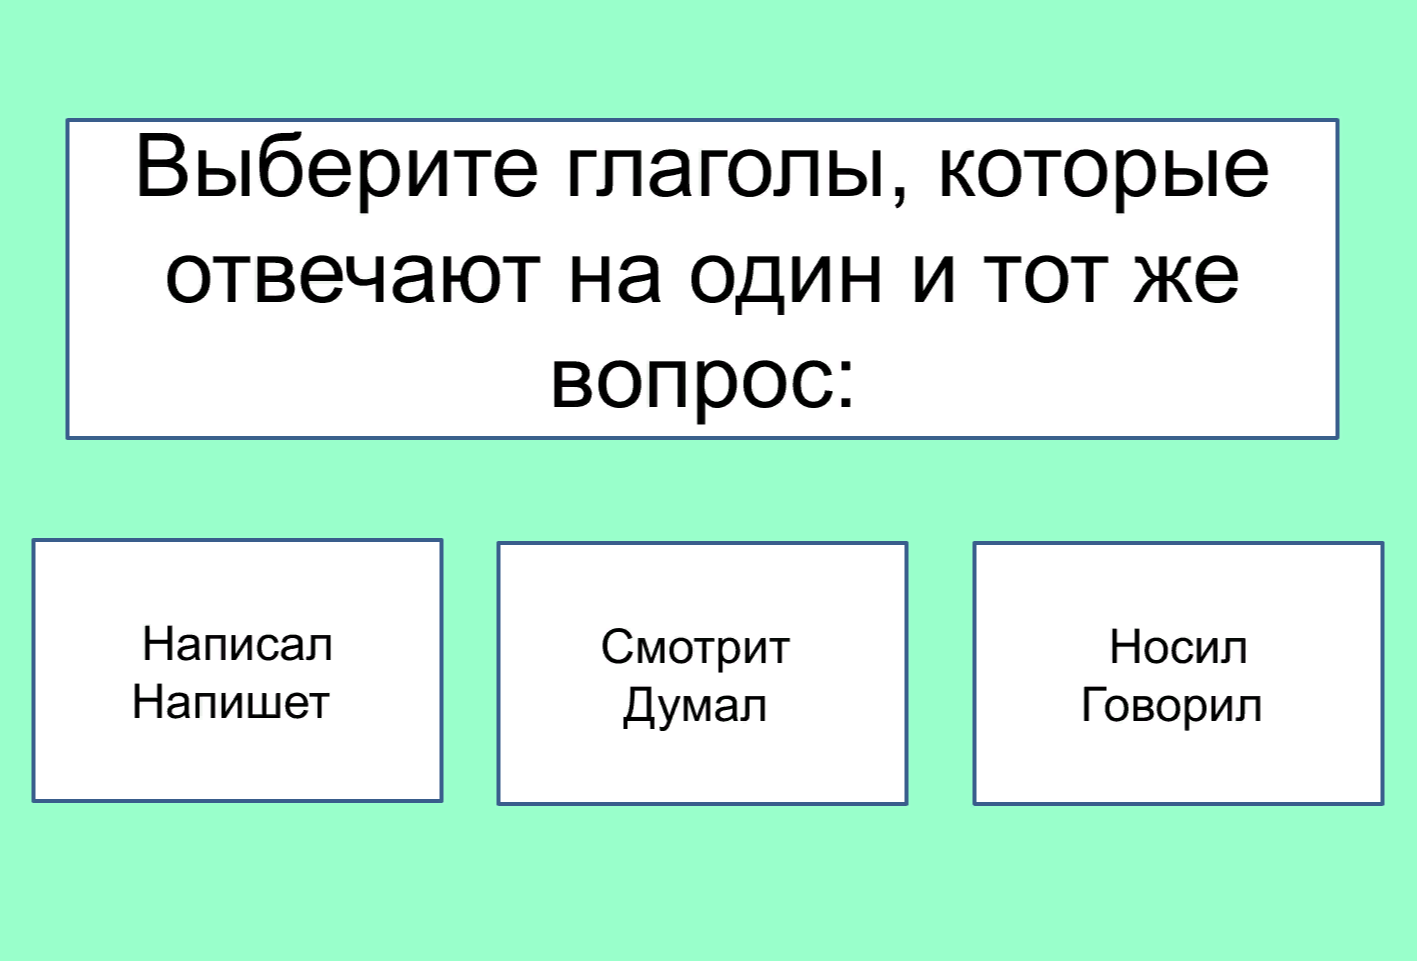 Выберите глаголы, которые
отвечают на один и тот же
вопрос:
Написал
Напишет
Смотрит
Думал
Носил
Говорил